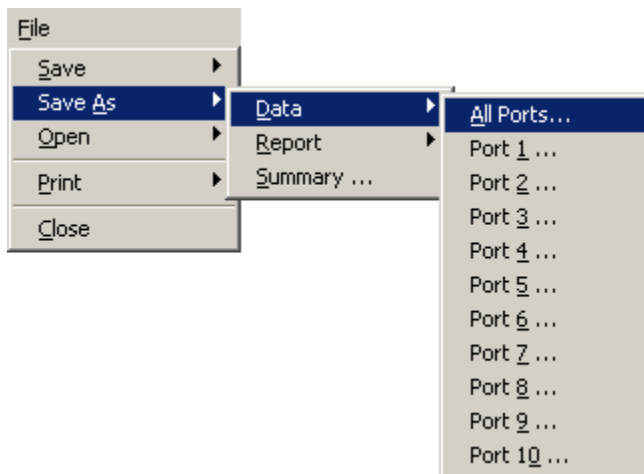 File
Save
Save As
Open
Print
Close
Data
Report
Summary ...
All Ports...
Port 1 ...
Port 2 ...
Port 3 ...
Port 4 ...
Port 5 ...
Port 6 ...
Port 7 ...
Port 8 ...
Port 9 ...
Port 10 ...